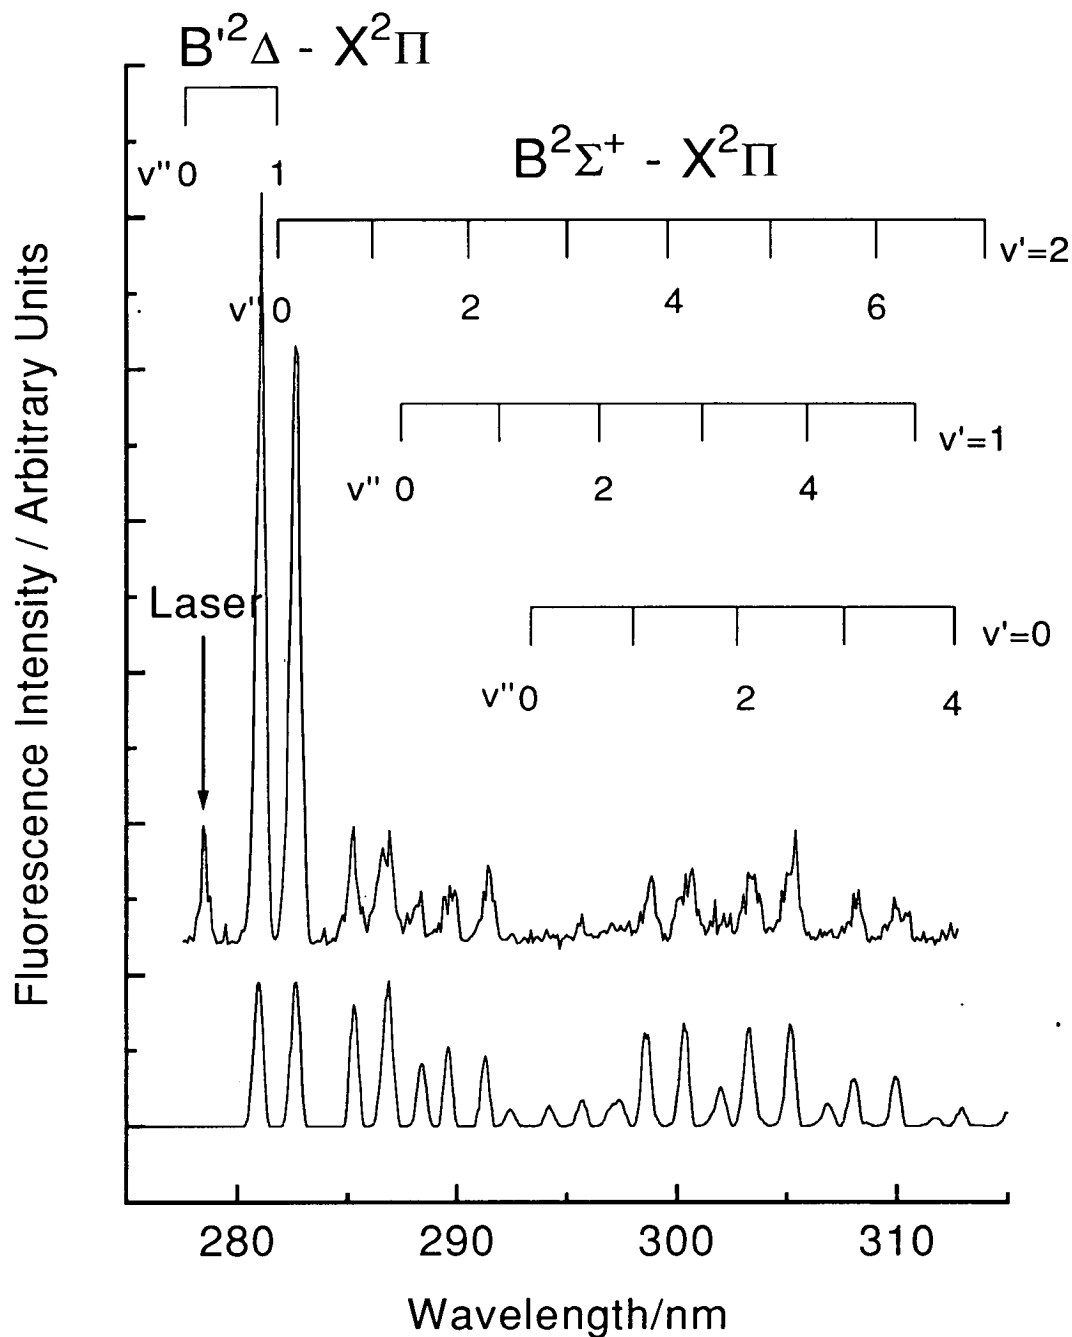 B'²Δ - X²Π
v'' 0 1
B²Σ⁺ - X²Π
v'=2
v'' 0 2 4 6
v'=1
v'' 0 2 4
Laser
v'=0
v'' 0 2 4
Fluorescence Intensity / Arbitrary Units
280 290 300 310
Wavelength/nm